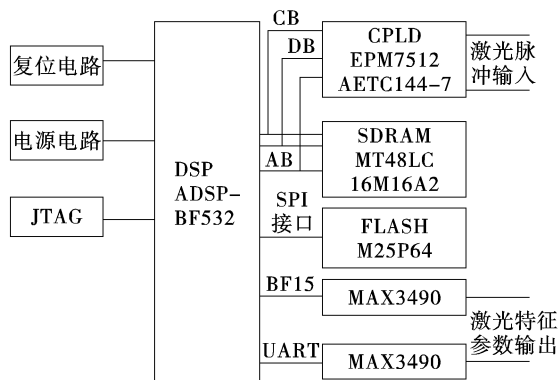 复位电路
电源电路
JTAG
DSP
ADSP-
BF532
CB
DB
AB
SPI
接口
BF15
UART
CPLD
EPM7512
AETC144-7
SDRAM
MT48LC
16M16A2
FLASH
M25P64
MAX3490
MAX3490
激光脉
冲输入
激光特征
参数输出